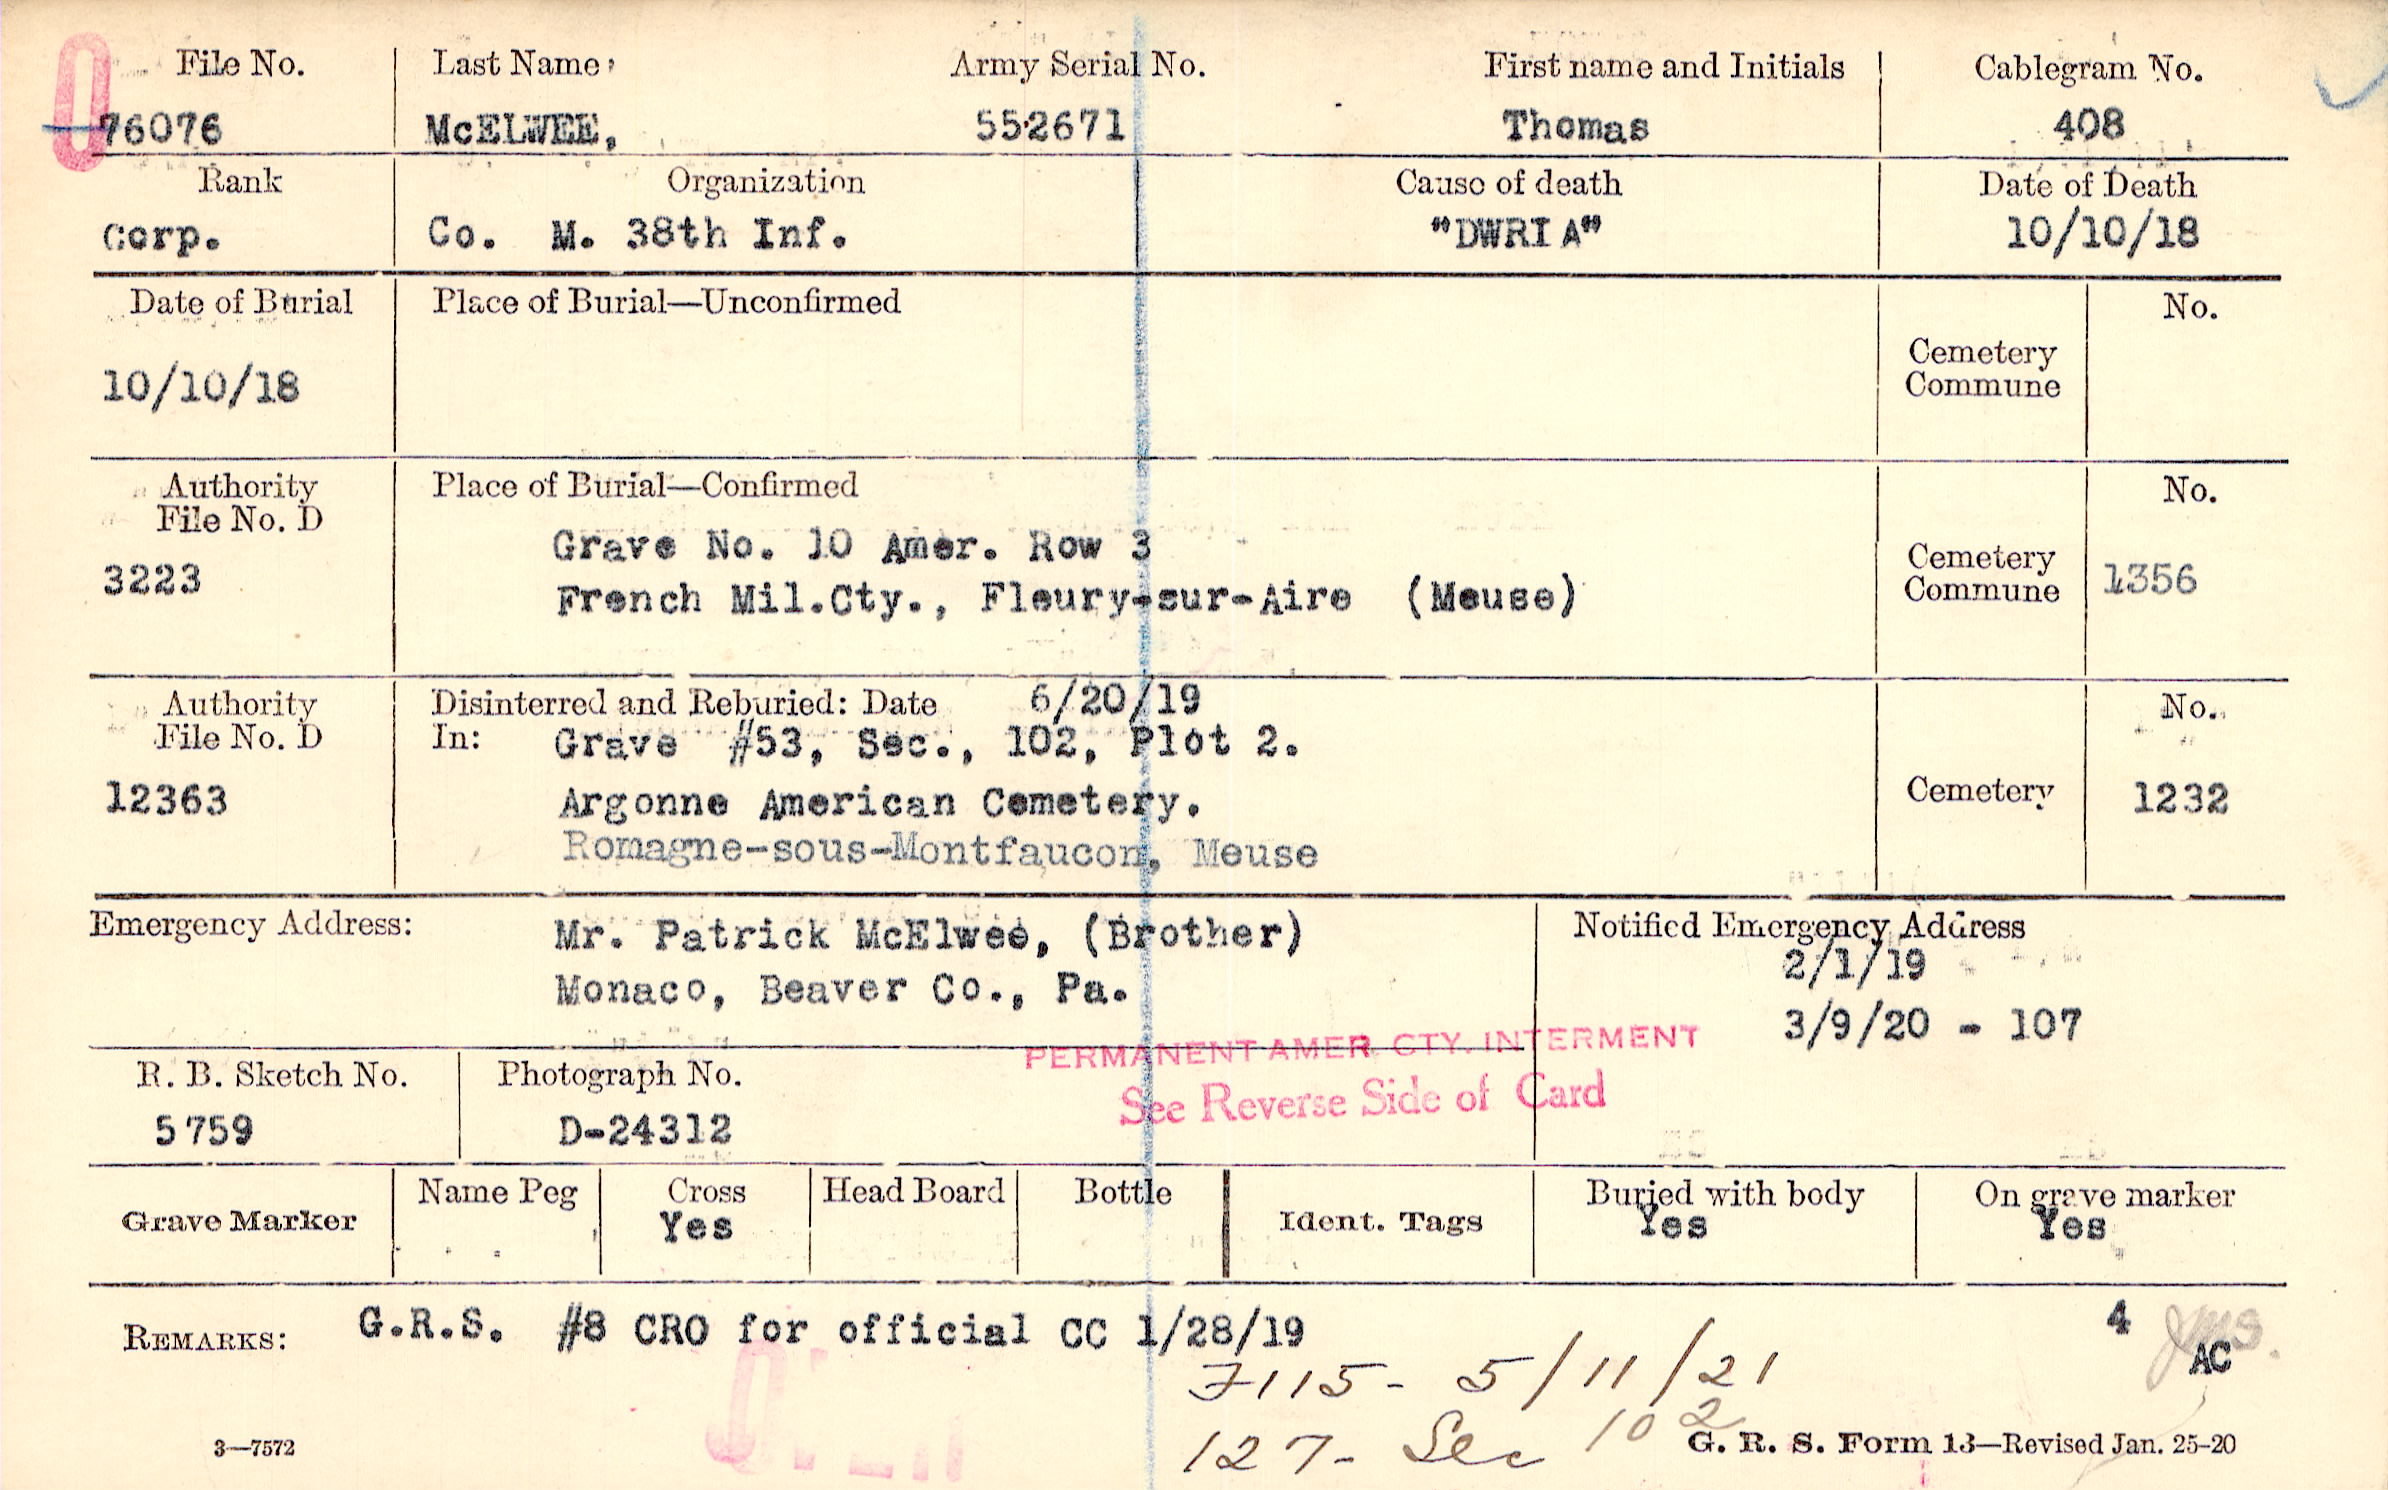 File No. Last Name Army Serial No. First name and Initials Cablegram No.
76076 McELWEE, 552671 Thomas 408
Rank Organization Cause of death Date of Death
Corp. Co. M. 38th Inf. "DWRIA" 10/10/18
Date of Burial Place of Burial—Unconfirmed No.
Cemetery
Commune
10/10/18
Authority Place of Burial—Confirmed No.
File No. D
Grave No. 10 Amer. Row 3
3223 Cemetery
Commune 1356
French Mil.Cty., Fleury-sur-Aire (Meuse)
Authority Disinterred and Reburied: Date 6/20/19 No.
File No. D In: Grave #53, Sec., 102, Plot 2.
12363 Argonne American Cemetery. Cemetery 1232
Romagne-sous-Montfaucon, Meuse
Emergency Address: Mr. Patrick McElwee, (Brother) Notified Emergency Address
2/1/19
Monaco, Beaver Co., Pa.
3/9/20 - 107
PERMANENT AMER. CTY. INTERMENT
R. B. Sketch No. Photograph No.
See Reverse Side of Card
5759 D-24312
Name Peg Cross Head Board Bottle Buried with body On grave marker
Grave Marker Yes Ident. Tags Yes Yes
REMARKS: G.R.S. #8 CRO for official CC 1/28/19 4
AC
7115- 5/11/21
127- Sec 102
3—7572 G. R. S. Form 13—Revised Jan. 25-20